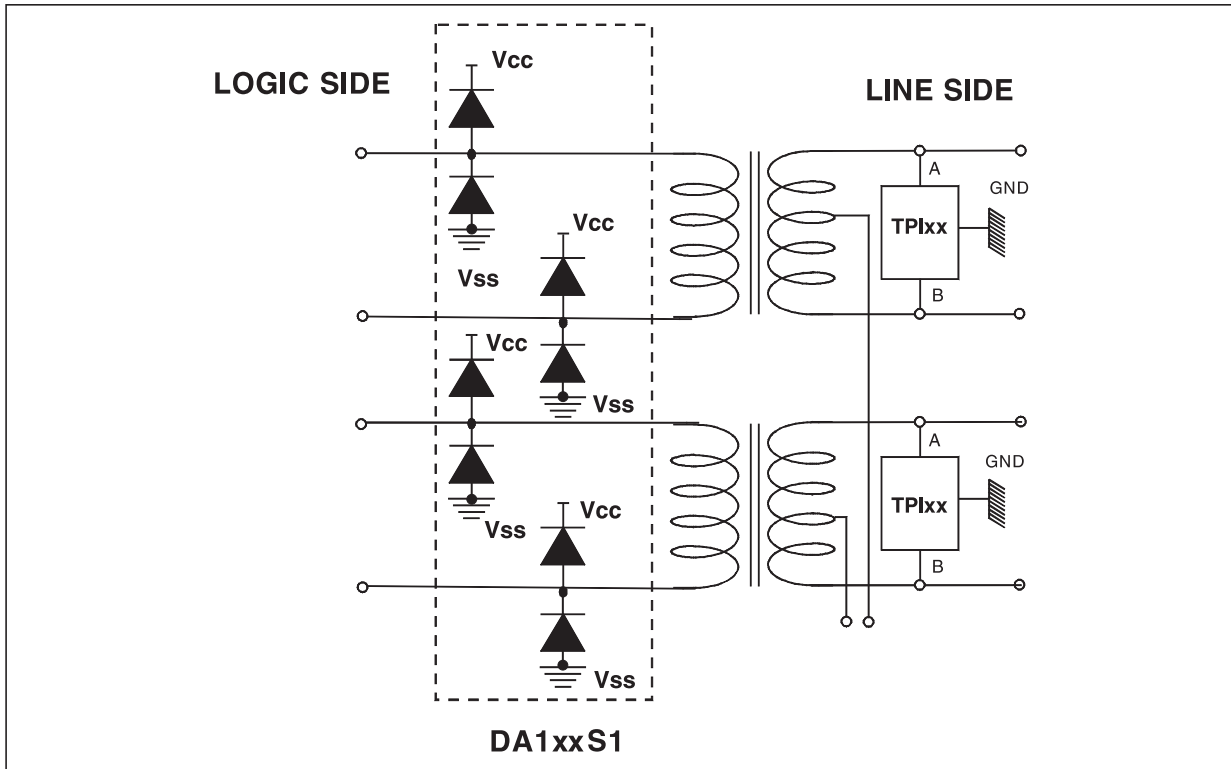 Vcc
LOGIC SIDE
LINE SIDE
A
GND
TPIxx
Vcc
Vss
B
Vcc
Vss
A
GND
TPIxx
Vcc
Vss
B
Vss
DA1xxS1